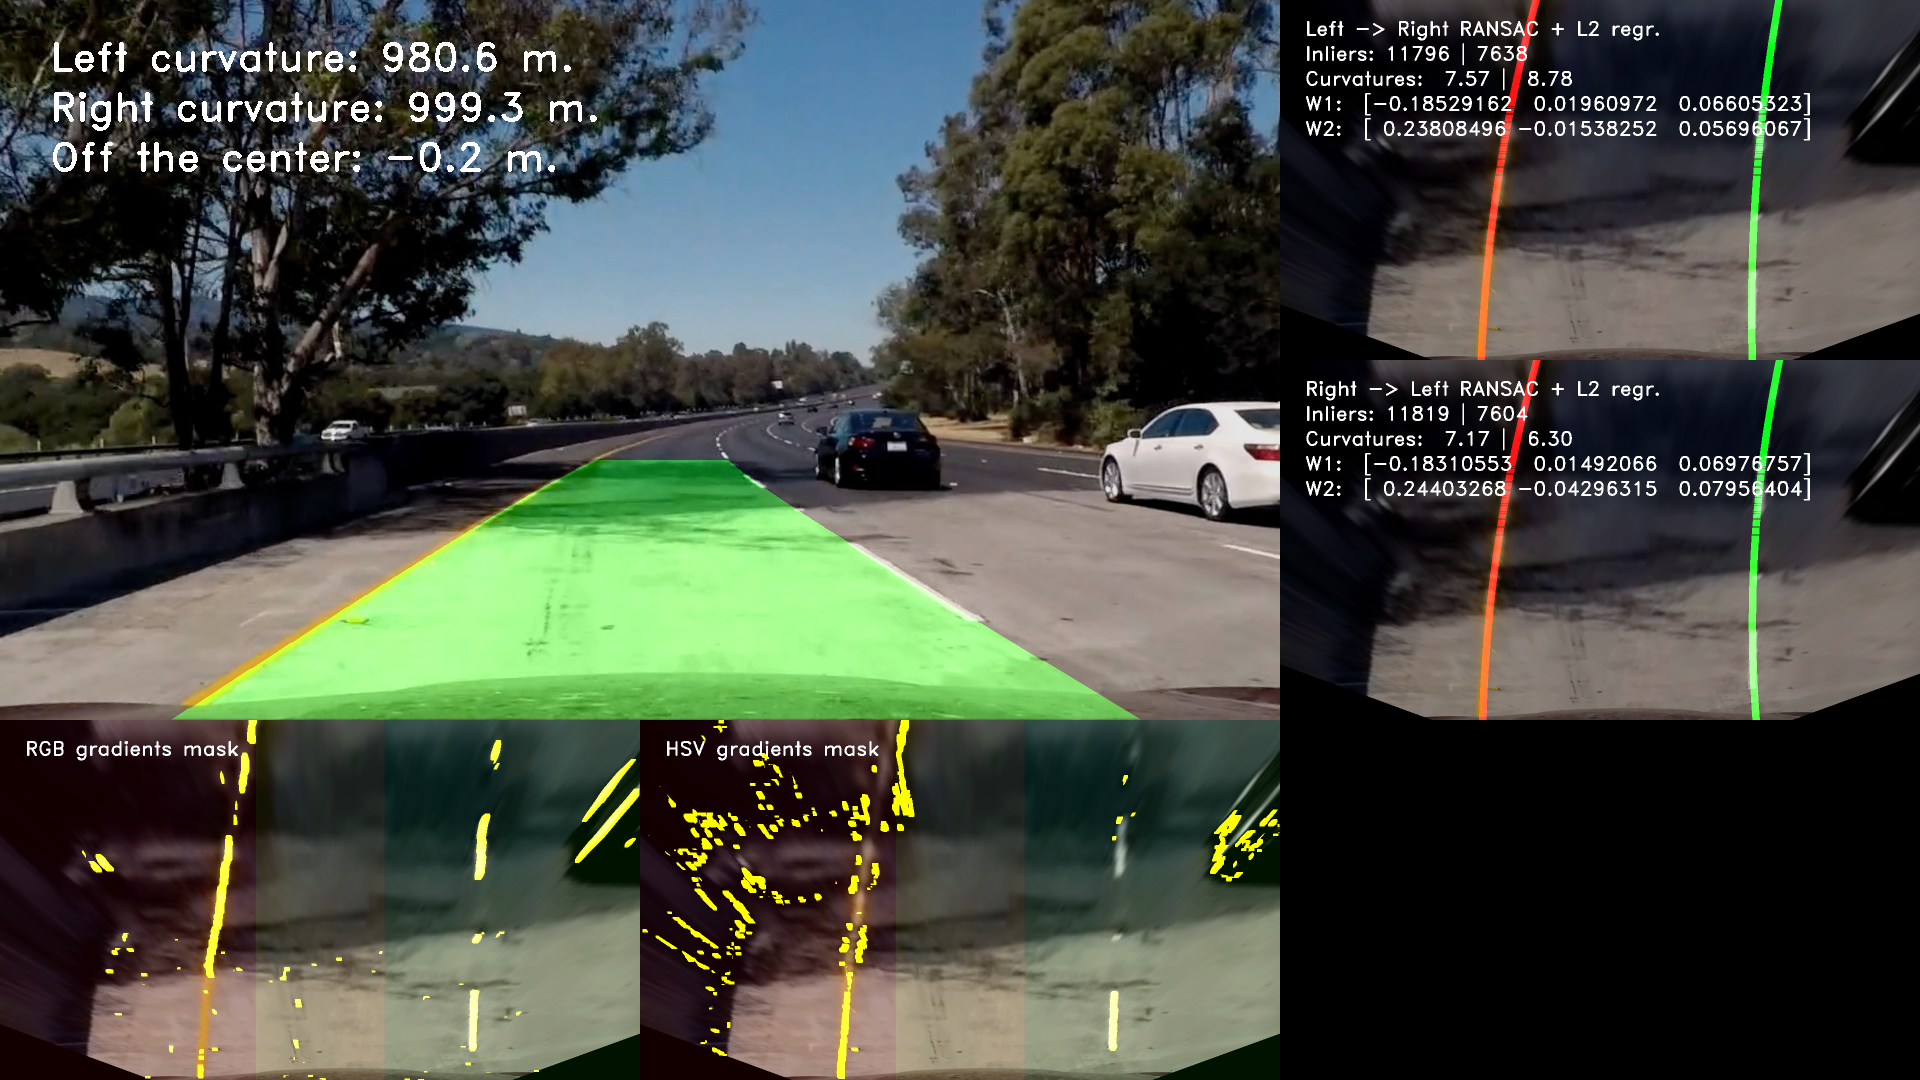 Left curvature: 980.6 m.
Right curvature: 999.3 m.
Off the center: -0.2 m.
Left -> Right RANSAC + L2 regr.
Inliers: 11796 | 7638
Curvatures: 7.57 | 8.78
W1: [-0.18529162 0.01960972 0.06605323]
W2: [ 0.23808496 -0.01538252 0.05696067]
Right -> Left RANSAC + L2 regr.
Inliers: 11819 | 7604
Curvatures: 7.17 | 6.30
W1: [-0.18310553 0.01492066 0.06976757]
W2: [ 0.24403268 -0.04296315 0.07956404]
RGB gradients mask
HSV gradients mask